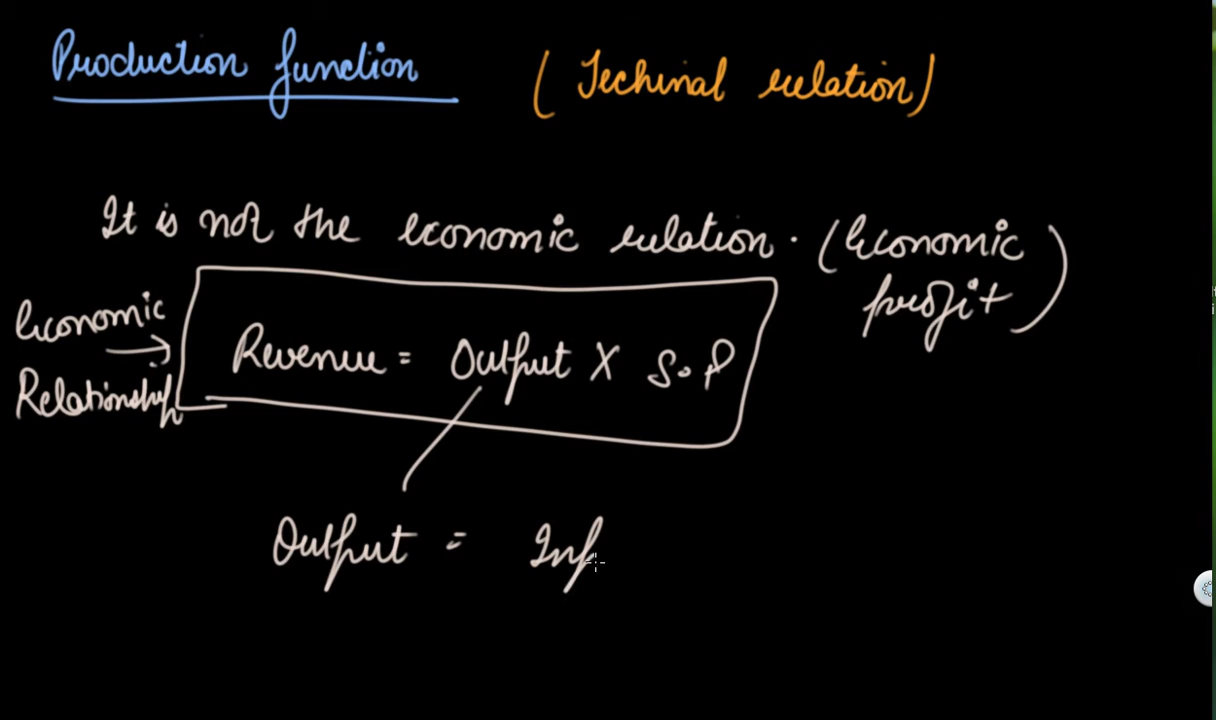 Production function (Techinal relation)
It is not the economic relation. (Economic profit)
Economic
Relationship
Revenue = Output X S.P
Output = Inp